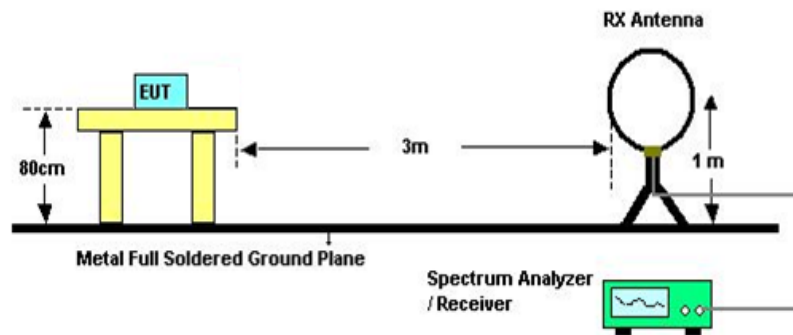 RX Antenna
EUT
80cm
3m
1 m
Metal Full Soldered Ground Plane
Spectrum Analyzer
/ Receiver